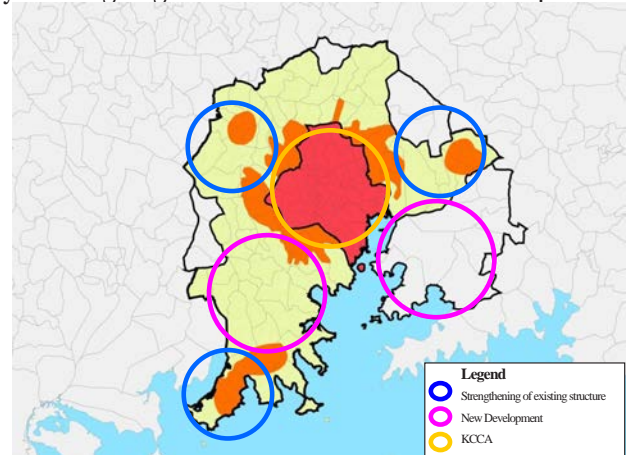 Legend
Strengthening of existing structure
New Development
KCCA